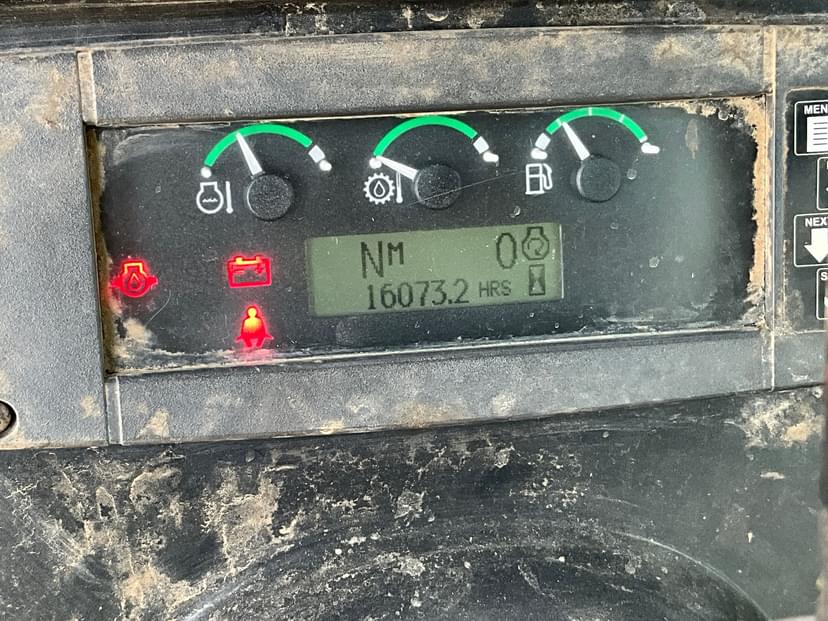 MEN
NM 0
16073.2 HRS
NEX
S